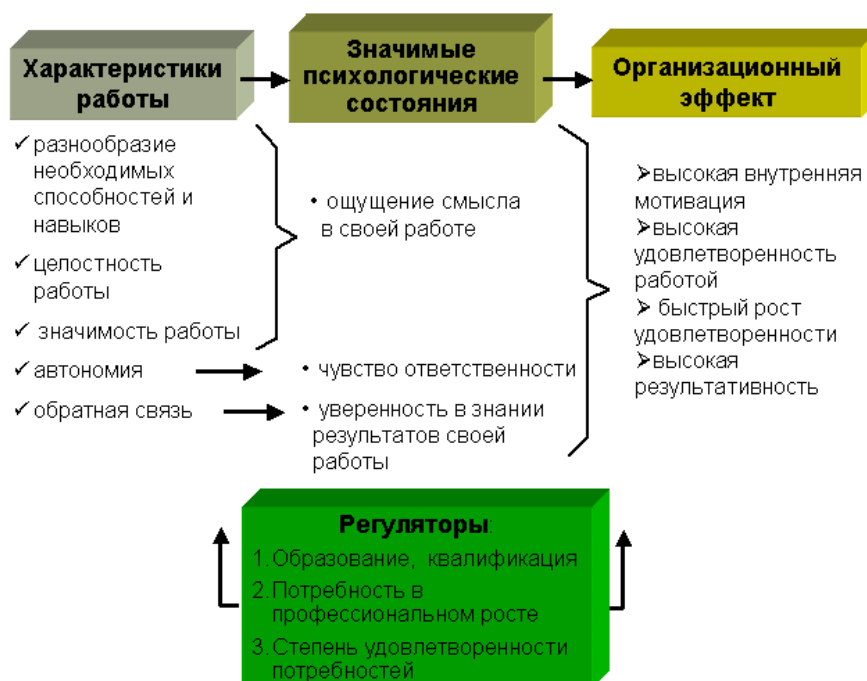 Характеристики
работы
Значимые
психологические
состояния
Организационный
эффект
✓ разнообразие
необходимых
способностей и
навыков
✓ целостность
работы
✓ значимость работы
✓ автономия
✓ обратная связь
• ощущение смысла
в своей работе
• чувство ответственности
• уверенность в знании
результатов своей
работы
➢высокая внутренняя
мотивация
➢высокая
удовлетворенность
работой
➢ быстрый рост
удовлетворенности
➢высокая
результативность
Регуляторы:
1. Образование, квалификация
2. Потребность в
профессиональном росте
3. Степень удовлетворенности
потребностей